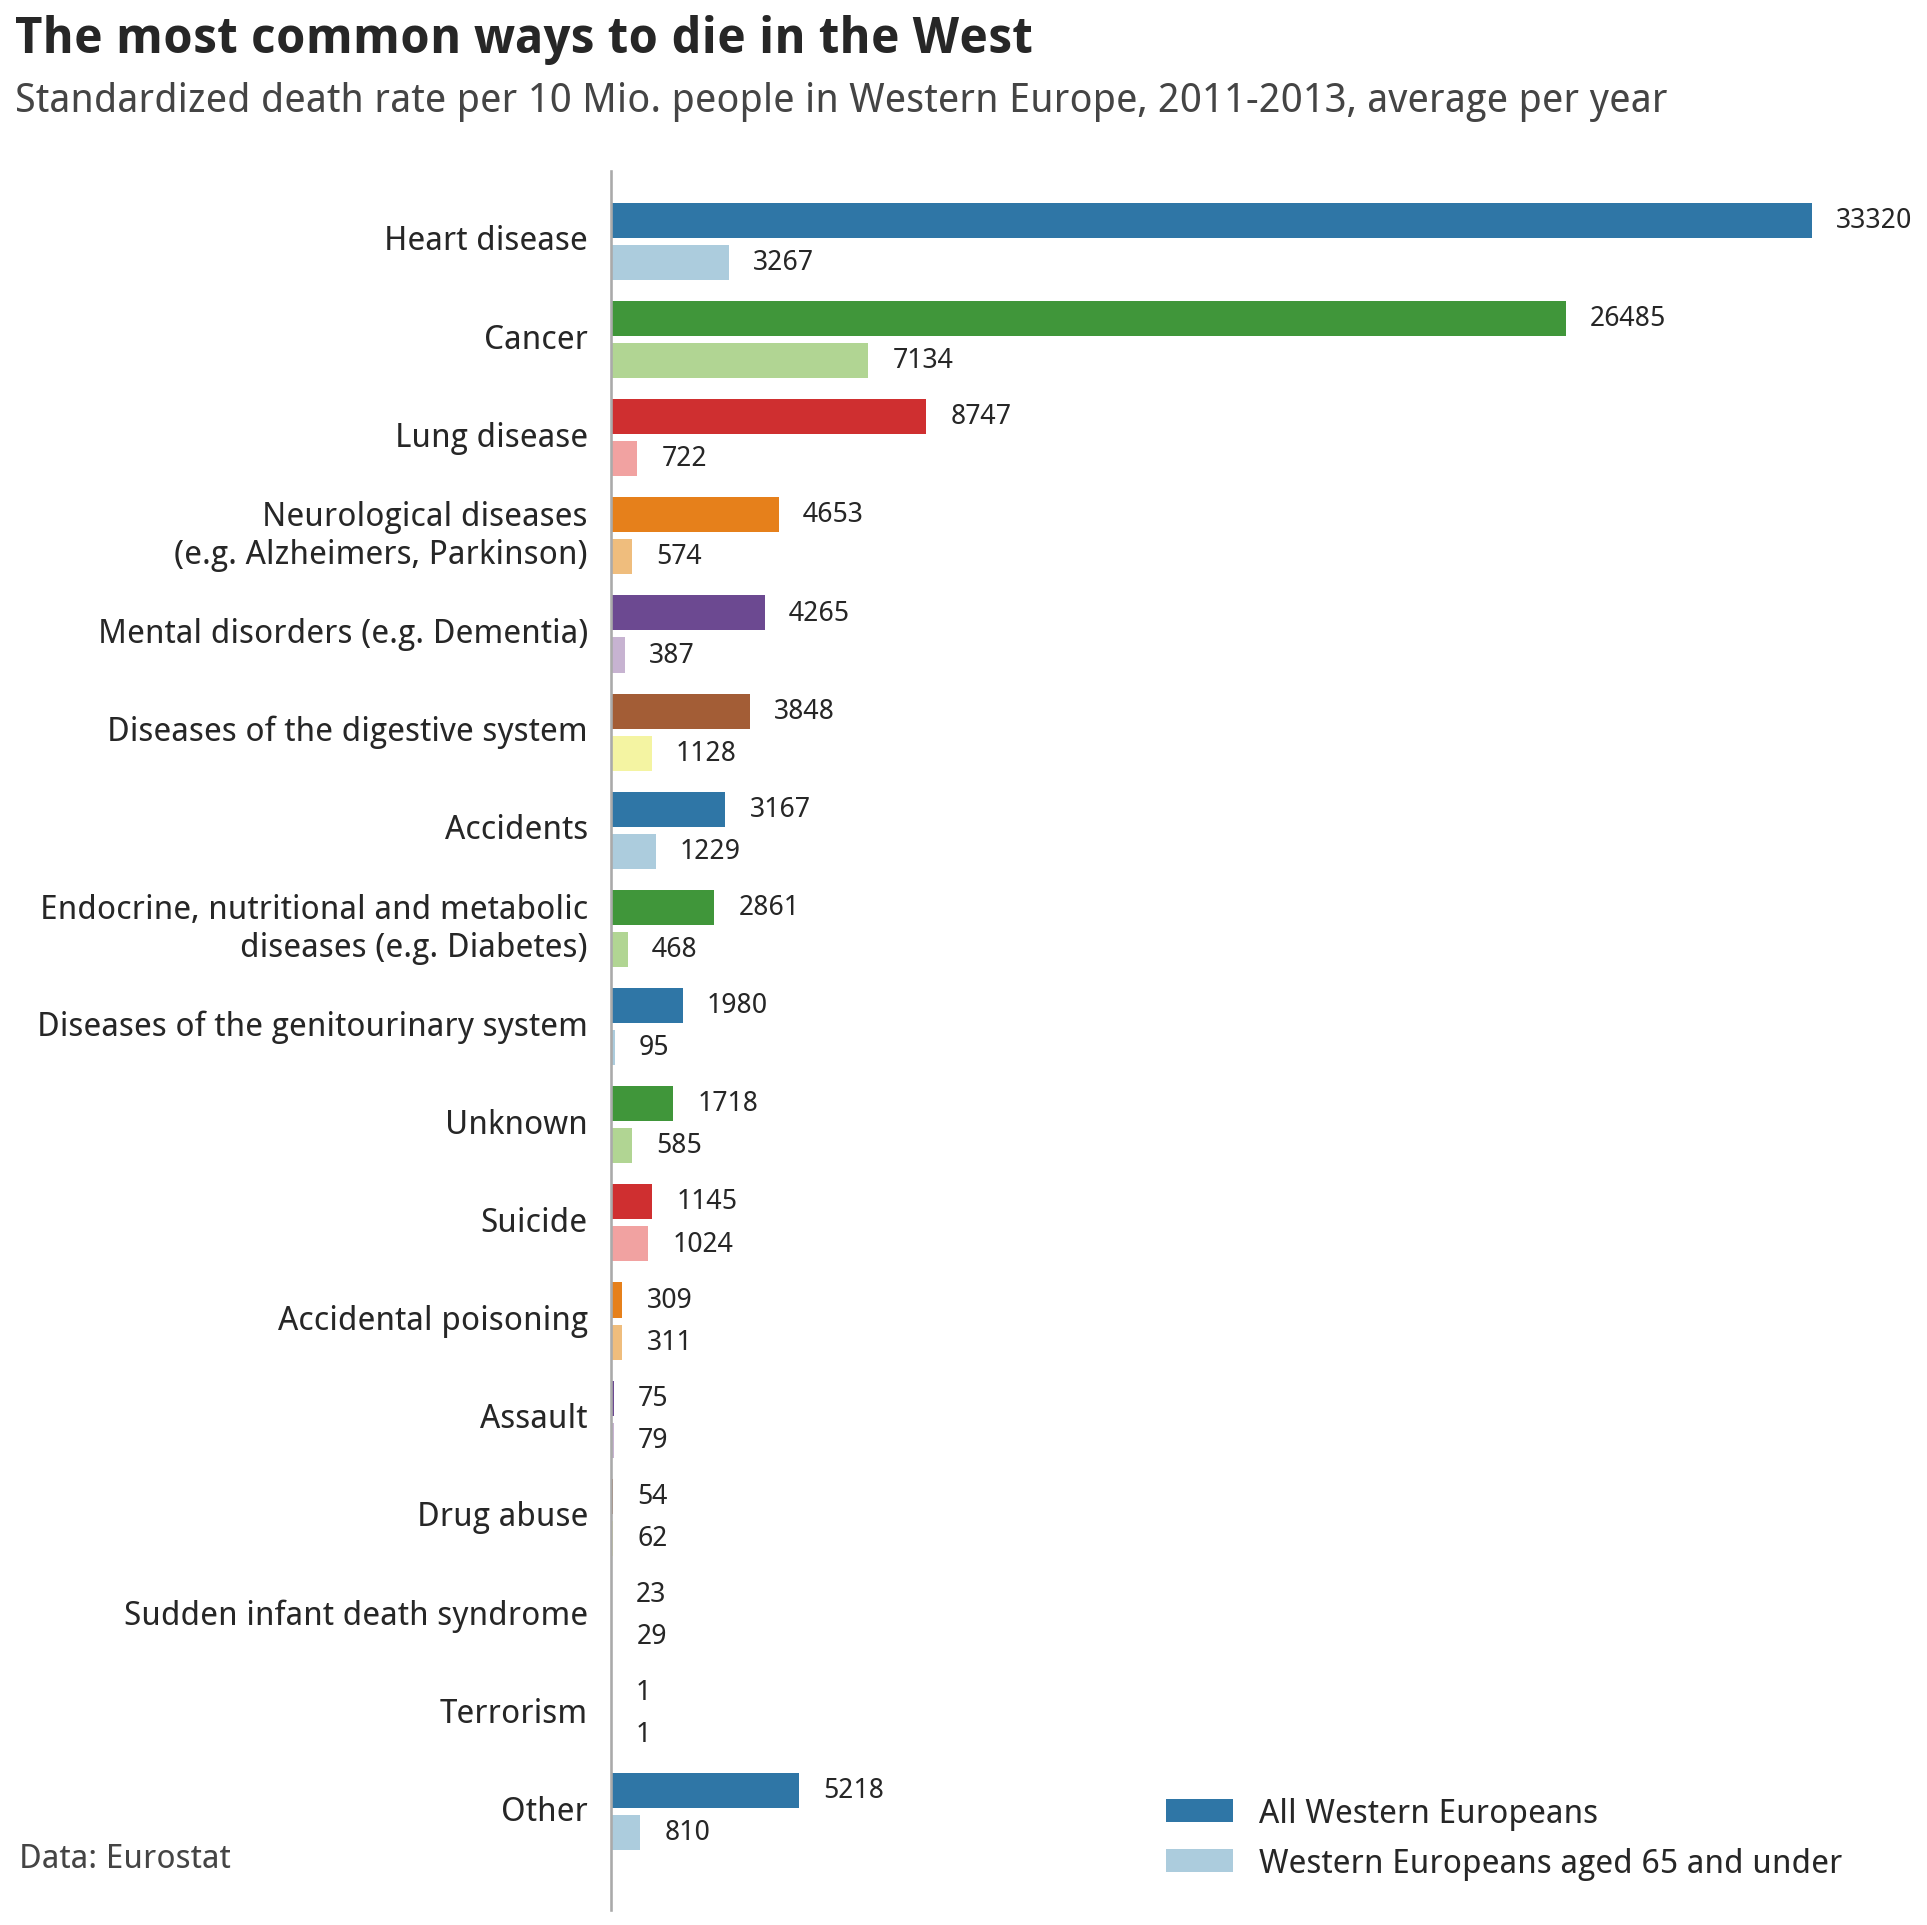 The most common ways to die in the West
Standardized death rate per 10 Mio. people in Western Europe, 2011-2013, average per year
Heart disease
33320
3267
Cancer
26485
7134
Lung disease
8747
722
Neurological diseases
(e.g. Alzheimers, Parkinson)
4653
574
Mental disorders (e.g. Dementia)
4265
387
Diseases of the digestive system
3848
1128
Accidents
3167
1229
Endocrine, nutritional and metabolic
diseases (e.g. Diabetes)
2861
468
Diseases of the genitourinary system
1980
95
Unknown
1718
585
Suicide
1145
1024
Accidental poisoning
309
311
Assault
75
79
Drug abuse
54
62
Sudden infant death syndrome
23
29
Terrorism
1
1
Other
5218
810
All Western Europeans
Western Europeans aged 65 and under
Data: Eurostat